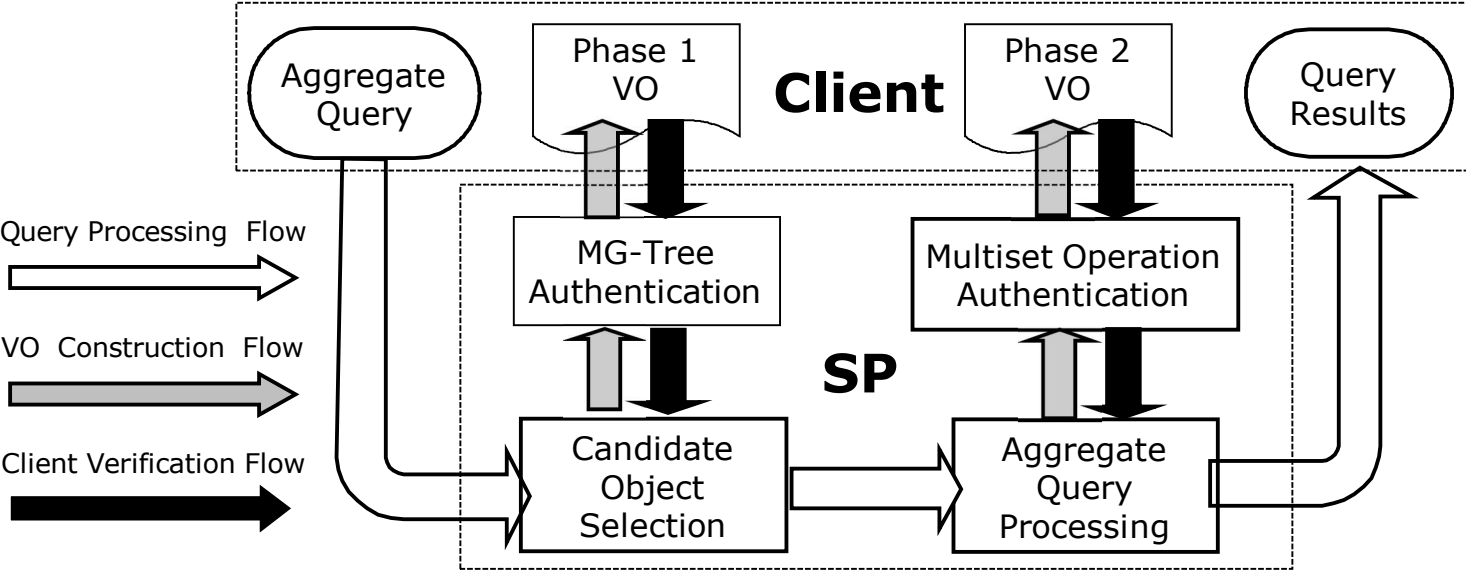 Aggregate
Query
Phase 1
VO
Client
Phase 2
VO
Query
Results
Query Processing Flow
VO Construction Flow
Client Verification Flow
MG-Tree
Authentication
Multiset Operation
Authentication
SP
Candidate
Object
Selection
Aggregate
Query
Processing